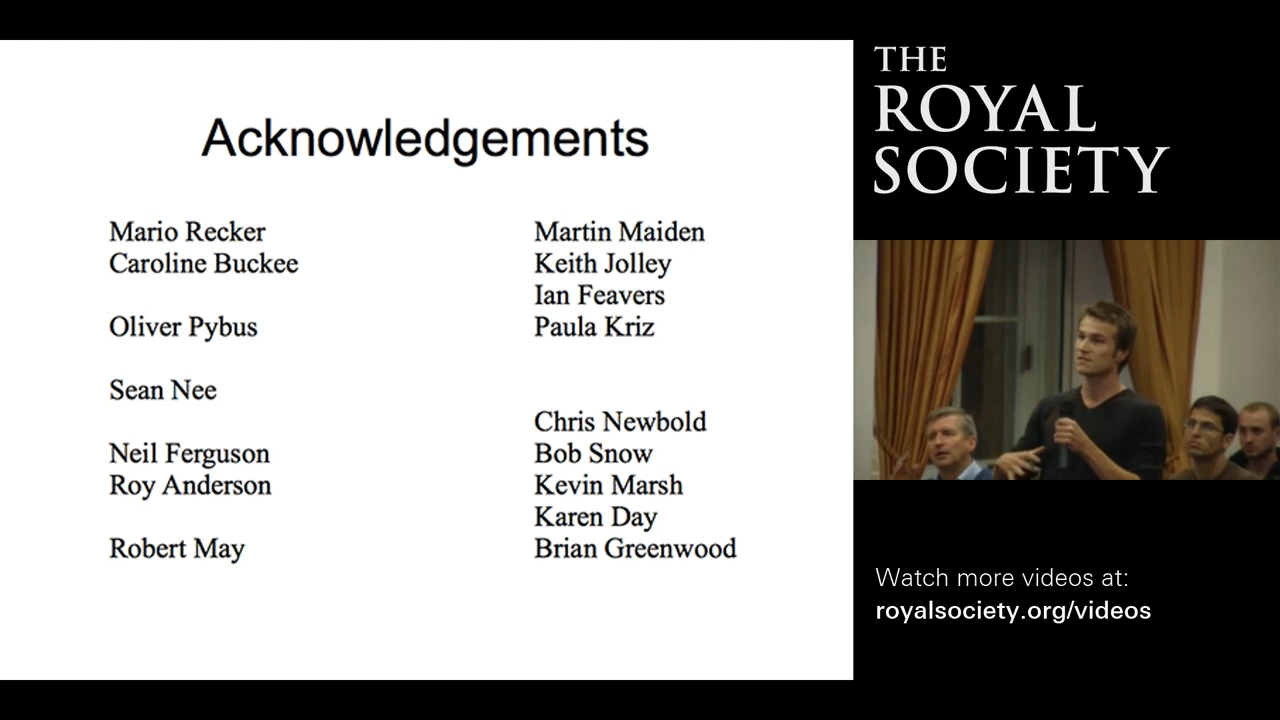 Acknowledgements
Mario Recker
Caroline Buckee
Oliver Pybus
Sean Nee
Neil Ferguson
Roy Anderson
Robert May
Martin Maiden
Keith Jolley
Ian Feavers
Paula Kriz
Chris Newbold
Bob Snow
Kevin Marsh
Karen Day
Brian Greenwood
THE
ROYAL
SOCIETY
Watch more videos at:
royalsociety.org/videos